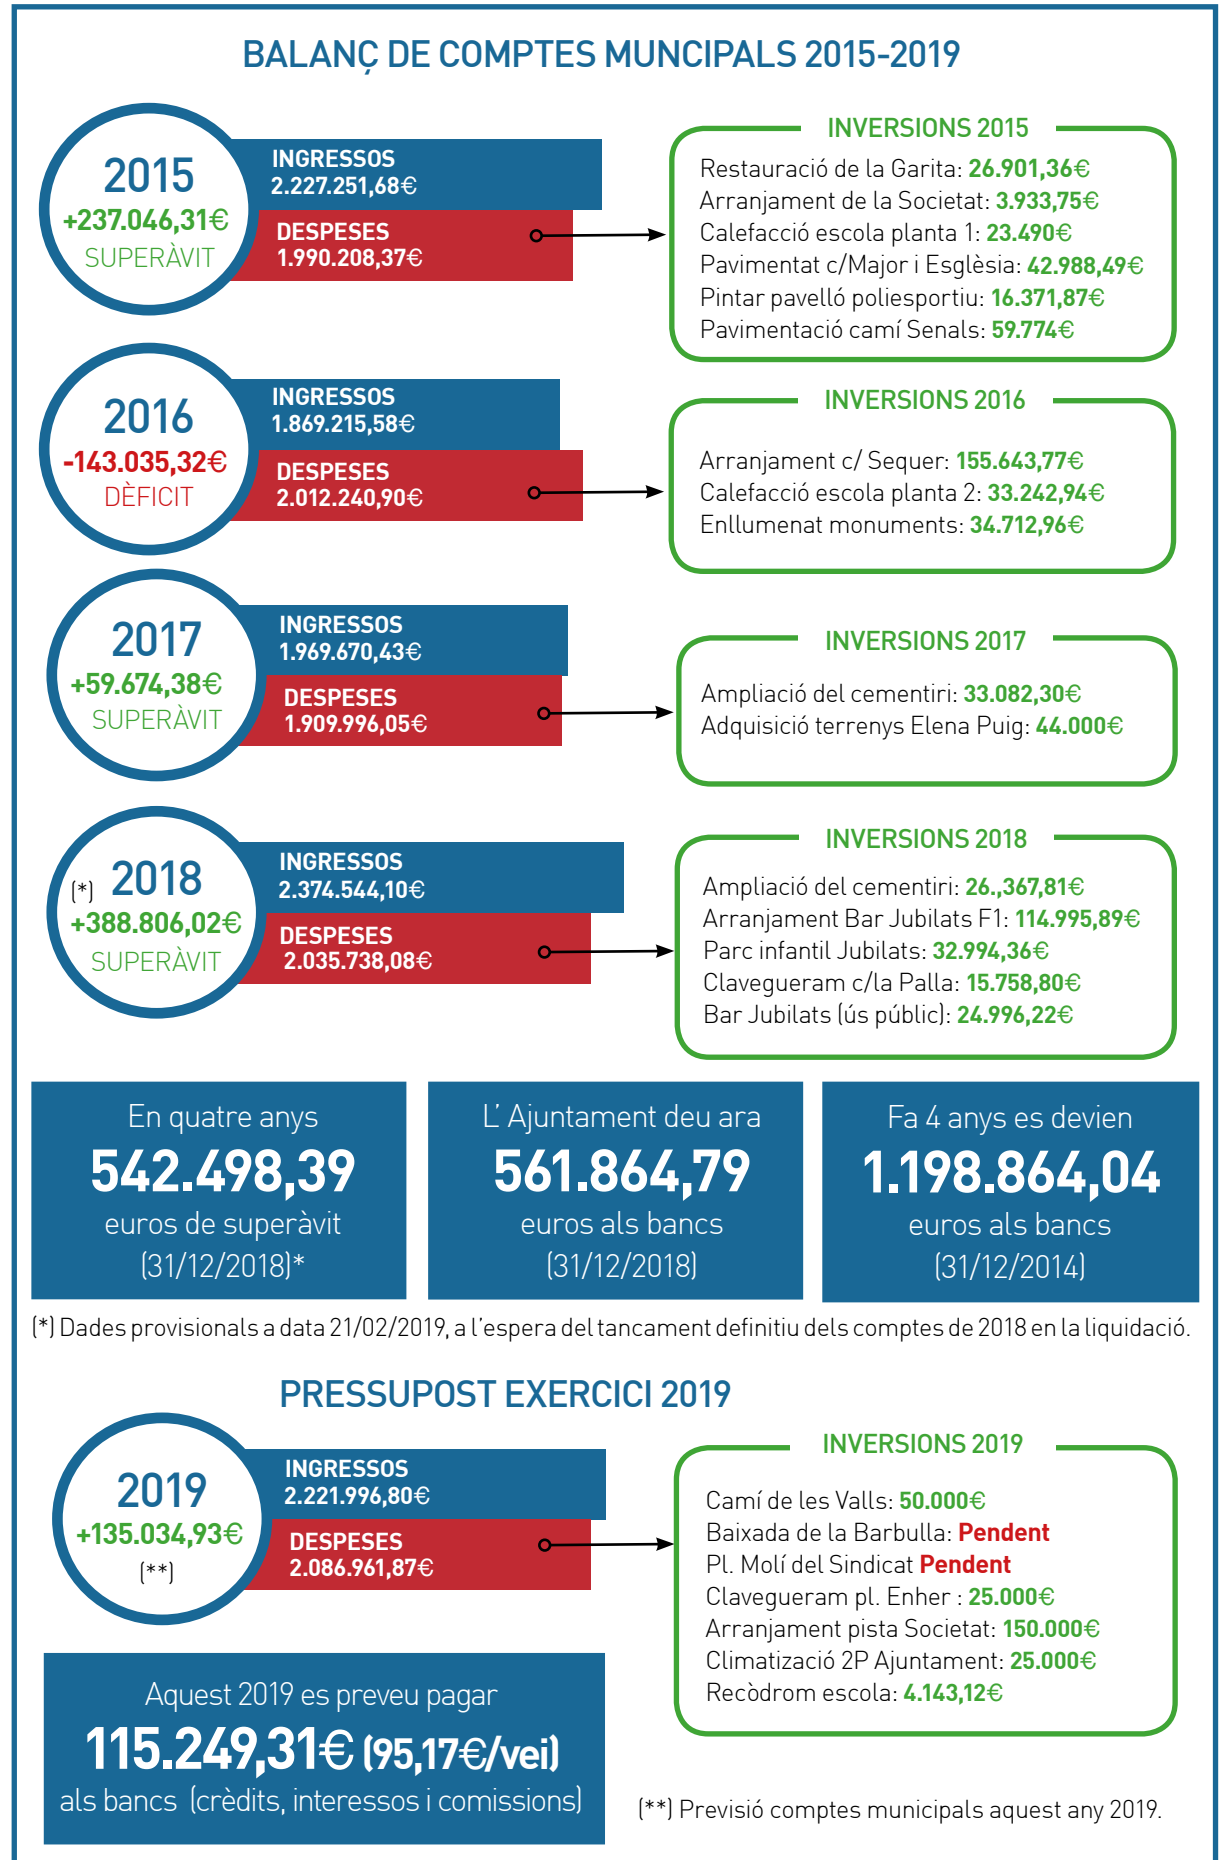 BALANÇ DE COMPTES MUNCIPALS 2015-2019
2015
+237.046,31€
SUPERÀVIT
INGRESSOS
2.227.251,68€
DESPESES
1.990.208,37€
INVERSIONS 2015
Restauració de la Garita: 26.901,36€
Arranjament de la Societat: 3.933,75€
Calefacció escola planta 1: 23.490€
Pavimentat c/Major i Esglèsia: 42.988,49€
Pintar pavelló poliesportiu: 16.371,87€
Pavimentació camí Senals: 59.774€
2016
-143.035,32€
DÈFICIT
INGRESSOS
1.869.215,58€
DESPESES
2.012.240,90€
INVERSIONS 2016
Arranjament c/ Sequer: 155.643,77€
Calefacció escola planta 2: 33.242,94€
Enllumenat monuments: 34.712,96€
2017
+59.674,38€
SUPERÀVIT
INGRESSOS
1.969.670,43€
DESPESES
1.909.996,05€
INVERSIONS 2017
Ampliació del cementiri: 33.082,30€
Adquisició terrenys Elena Puig: 44.000€
(*) 2018
+388.806,02€
SUPERÀVIT
INGRESSOS
2.374.544,10€
DESPESES
2.035.738,08€
INVERSIONS 2018
Ampliació del cementiri: 26.,367,81€
Arranjament Bar Jubilats F1: 114.995,89€
Parc infantil Jubilats: 32.994,36€
Clavegueram c/la Palla: 15.758,80€
Bar Jubilats (ús públic): 24.996,22€
En quatre anys
542.498,39
euros de superàvit
(31/12/2018)*
L' Ajuntament deu ara
561.864,79
euros als bancs
(31/12/2018)
Fa 4 anys es devien
1.198.864,04
euros als bancs
(31/12/2014)
(*) Dades provisionals a data 21/02/2019, a l'espera del tancament definitiu dels comptes de 2018 en la liquidació.
PRESSUPOST EXERCICI 2019
2019
+135.034,93€
(**)
INGRESSOS
2.221.996,80€
DESPESES
2.086.961,87€
INVERSIONS 2019
Camí de les Valls: 50.000€
Baixada de la Barbulla: Pendent
Pl. Molí del Sindicat Pendent
Clavegueram pl. Enher : 25.000€
Arranjament pista Societat: 150.000€
Climatizació 2P Ajuntament: 25.000€
Recòdrom escola: 4.143,12€
Aquest 2019 es preveu pagar
115.249,31€ (95,17€/vei)
als bancs (crèdits, interessos i comissions)
(**) Previsió comptes municipals aquest any 2019.